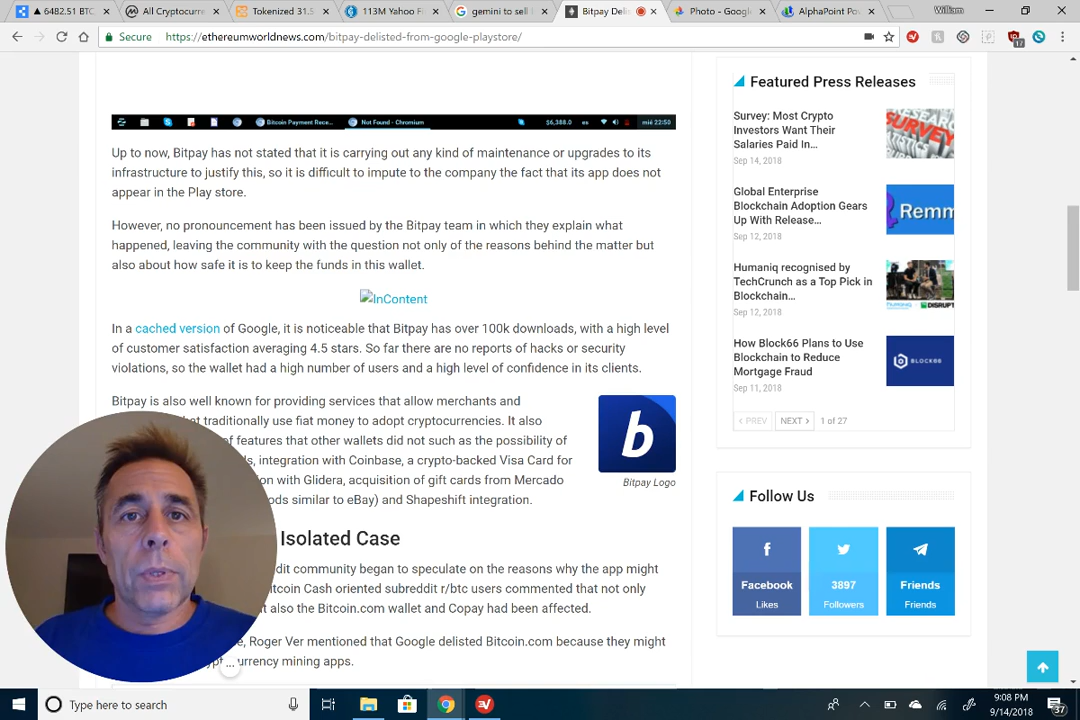 6482.51 BTC
All Cryptocurre
Tokenized 31.5
113M Yahoo Fi
gemini to sell t
Bitpay Deli
Photo - Google
AlphaPoint Po
William
Secure
https://ethereumworldnews.com/bitpay-delisted-from-google-playstore/
17
Bitcoin Payment Rece...
Not Found - Chromium
$6,388.0
es
mié 22:50
Up to now, Bitpay has not stated that it is carrying out any kind of maintenance or upgrades to its
infrastructure to justify this, so it is difficult to impute to the company the fact that its app does not
appear in the Play store.
However, no pronouncement has been issued by the Bitpay team in which they explain what
happened, leaving the community with the question not only of the reasons behind the matter but
also about how safe it is to keep the funds in this wallet.
InContent
In a cached version of Google, it is noticeable that Bitpay has over 100k downloads, with a high level
of customer satisfaction averaging 4.5 stars. So far there are no reports of hacks or security
violations, so the wallet had a high number of users and a high level of confidence in its clients.
Bitpay is also well known for providing services that allow merchants and
traditionally use fiat money to adopt cryptocurrencies. It also
of features that other wallets did not such as the possibility of
integration with Coinbase, a crypto-backed Visa Card for
with Glidera, acquisition of gift cards from Mercado
similar to eBay) and Shapeshift integration.
b
Bitpay Logo
Isolated Case
community began to speculate on the reasons why the app might
Cash oriented subreddit r/btc users commented that not only
also the Bitcoin.com wallet and Copay had been affected.
Roger Ver mentioned that Google delisted Bitcoin.com because they might
mining apps.
Featured Press Releases
Survey: Most Crypto
Investors Want Their
Salaries Paid In...
Sep 14, 2018
SURVEY
Global Enterprise
Blockchain Adoption Gears
Up With Release...
Sep 12, 2018
Remm
Humaniq recognised by
TechCrunch as a Top Pick in
Blockchain...
Sep 12, 2018
DISRUPT
How Block66 Plans to Use
Blockchain to Reduce
Mortgage Fraud
Sep 11, 2018
BLOCK66
PREV
NEXT
1 of 27
Follow Us
Facebook
Likes
3897
Followers
Friends
Friends
Type here to search
9:08 PM
9/14/2018
37